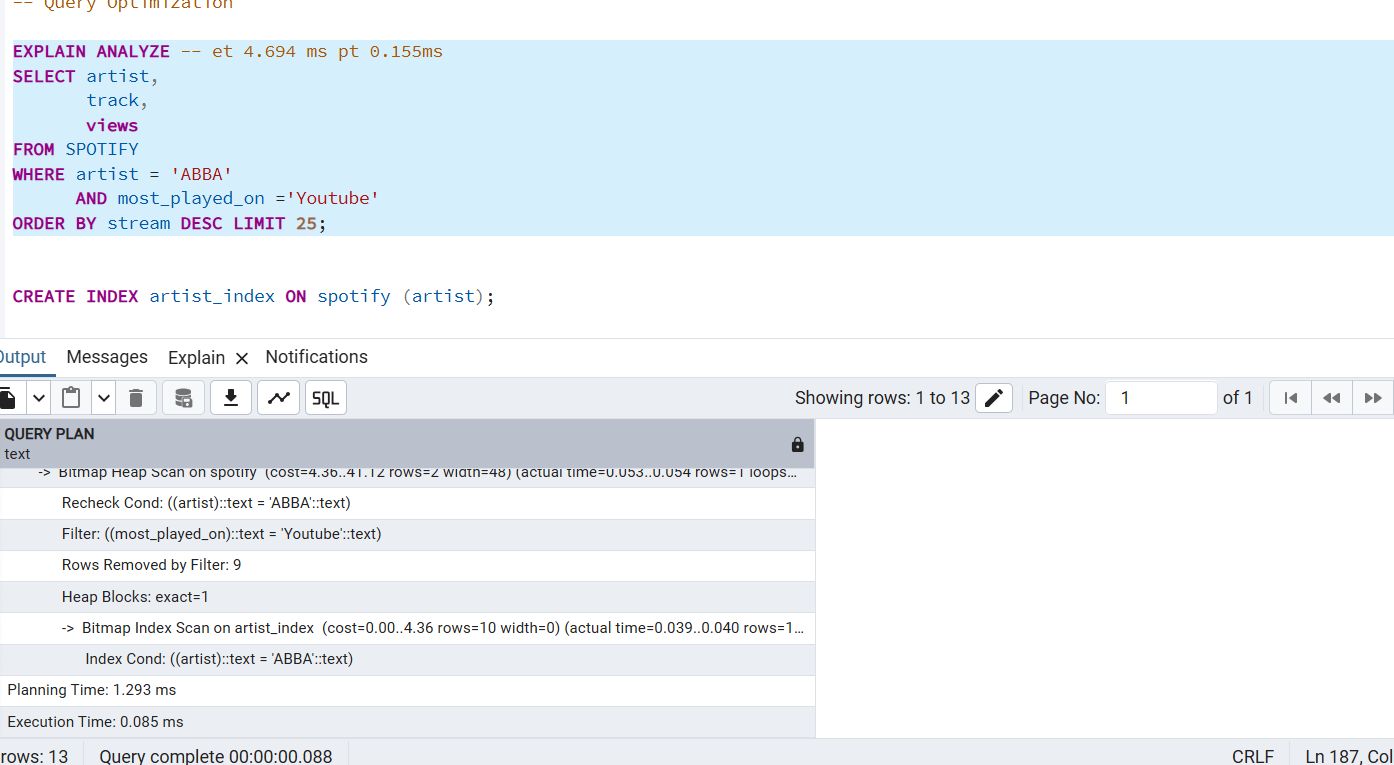 -- Query Optimization
EXPLAIN ANALYZE -- et 4.694 ms pt 0.155ms
SELECT artist,
track,
views
FROM SPOTIFY
WHERE artist = 'ABBA'
AND most_played_on ='Youtube'
ORDER BY stream DESC LIMIT 25;
CREATE INDEX artist_index ON spotify (artist);
Output Messages Explain Notifications
SQL Showing rows: 1 to 13 Page No: 1 of 1
QUERY PLAN
text
-> Bitmap Heap Scan on spotify (cost=4.36..41.12 rows=2 width=48) (actual time=0.053..0.054 rows=1 loops...
Recheck Cond: ((artist)::text = 'ABBA'::text)
Filter: ((most_played_on)::text = 'Youtube'::text)
Rows Removed by Filter: 9
Heap Blocks: exact=1
-> Bitmap Index Scan on artist_index (cost=0.00..4.36 rows=10 width=0) (actual time=0.039..0.040 rows=1...
Index Cond: ((artist)::text = 'ABBA'::text)
Planning Time: 1.293 ms
Execution Time: 0.085 ms
rows: 13 Query complete 00:00:00.088 CRLF Ln 187, Col